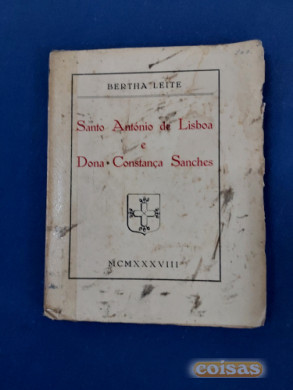 BERTHA LEITE
Santo António de Lisboa
e
Dona Constança Sanches
MCMXXXVIII
coisas